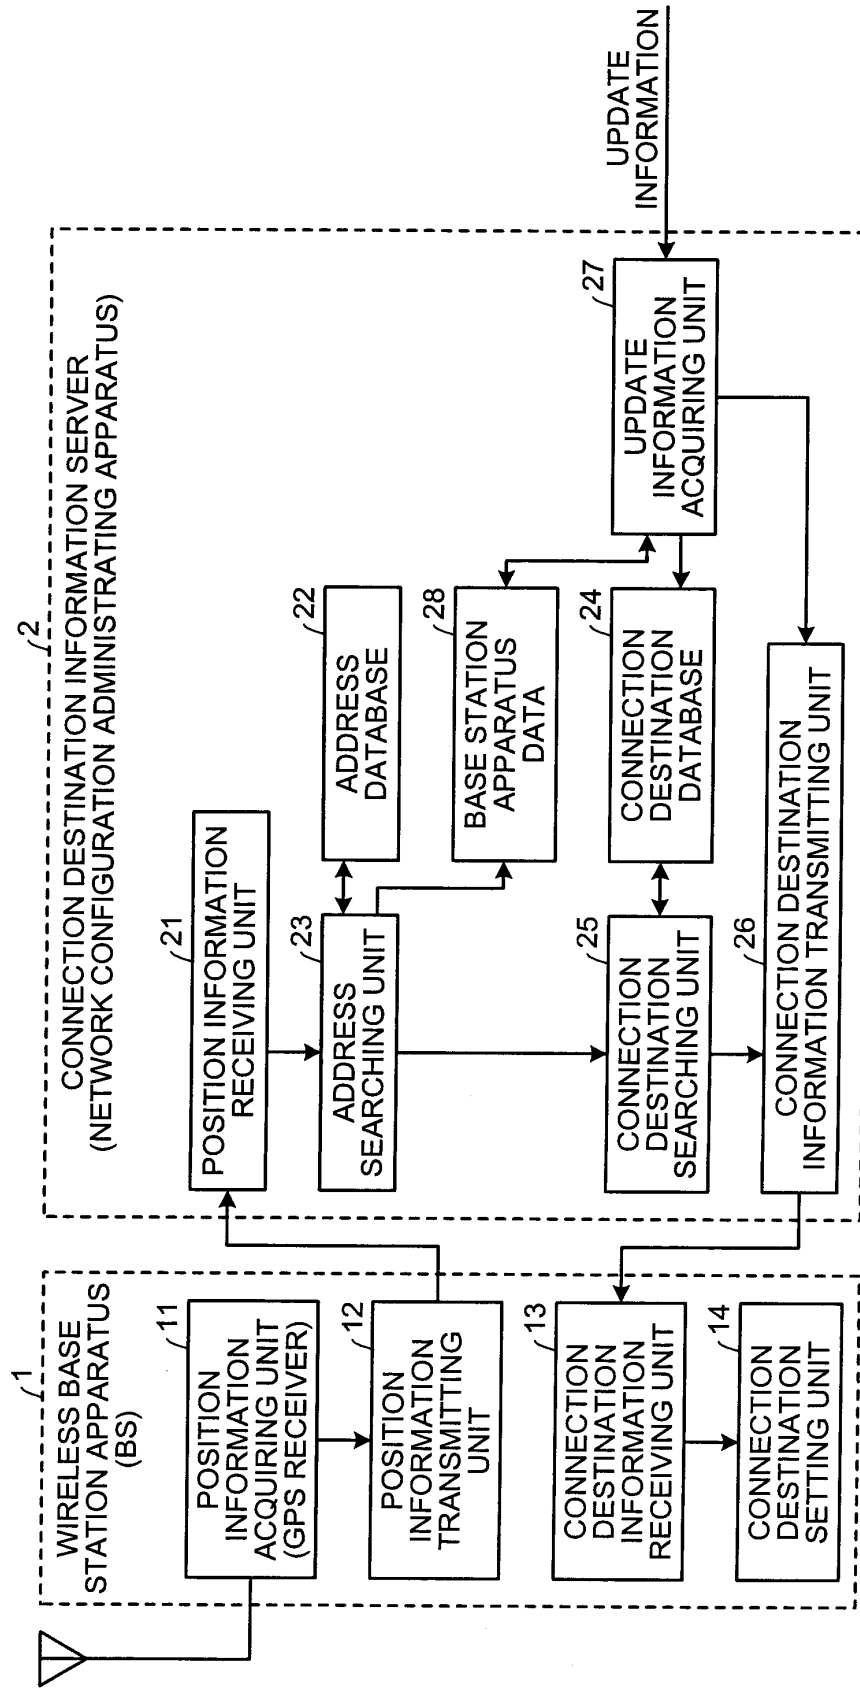 1
WIRELESS BASE
STATION APPARATUS
(BS)
11
POSITION
INFORMATION
ACQUIRING UNIT
(GPS RECEIVER)
12
POSITION
INFORMATION
TRANSMITTING
UNIT
13
CONNECTION
DESTINATION
INFORMATION
RECEIVING UNIT
14
CONNECTION
DESTINATION
SETTING UNIT
2
CONNECTION DESTINATION INFORMATION SERVER
(NETWORK CONFIGURATION ADMINISTRATING APPARATUS)
21
POSITION INFORMATION
RECEIVING UNIT
23
ADDRESS
SEARCHING UNIT
22
ADDRESS
DATABASE
28
BASE STATION
APPARATUS
DATA
25
CONNECTION
DESTINATION
SEARCHING UNIT
24
CONNECTION
DESTINATION
DATABASE
26
CONNECTION DESTINATION
INFORMATION TRANSMITTING UNIT
27
UPDATE
INFORMATION
ACQUIRING UNIT
UPDATE
INFORMATION